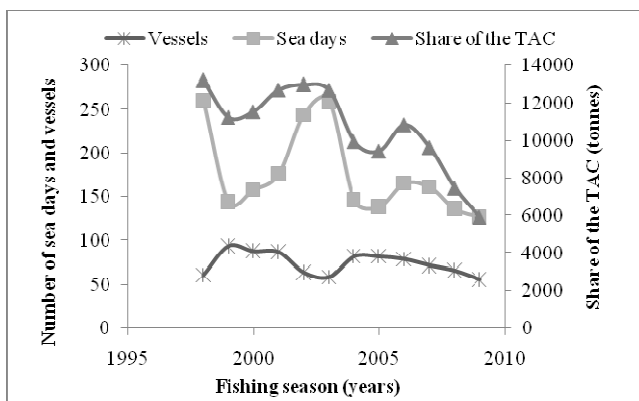 Vessels Sea days Share of the TAC
300 14000
250 12000
200 10000
150 8000
100 6000
50 4000
0 2000
0
1995 2000 2005 2010
Number of sea days and vessels
Share of the TAC (tonnes)
Fishing season (years)